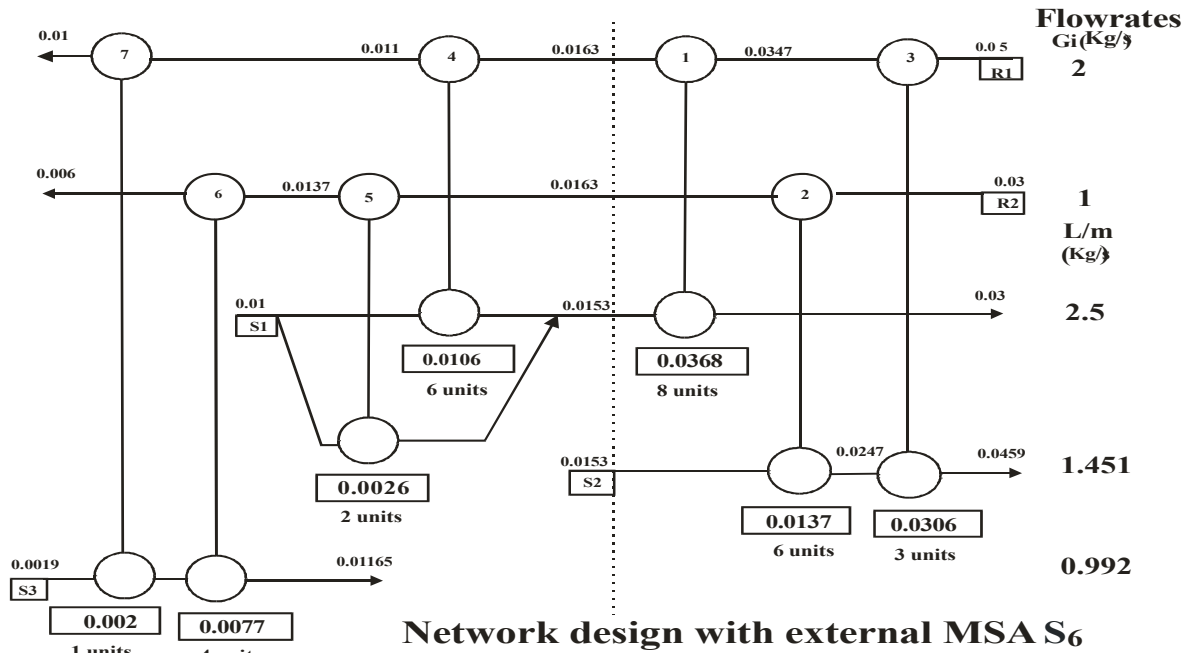 Flowrates
Gi (Kg/s)
0.01
7
0.011
4
0.0163
1
0.0347
3
0.0 5
R1
2
0.006
6
0.0137
5
0.0163
2
0.03
R2
1
L/m
(Kg/s)
0.01
S1
0.0153
0.03
2.5
0.0106
6 units
0.0368
8 units
0.0153
S2
0.0247
0.0459
1.451
0.0026
2 units
0.0137
6 units
0.0306
3 units
0.0019
S3
0.01165
0.992
0.002
1 units
0.0077
Network design with external MSA S6